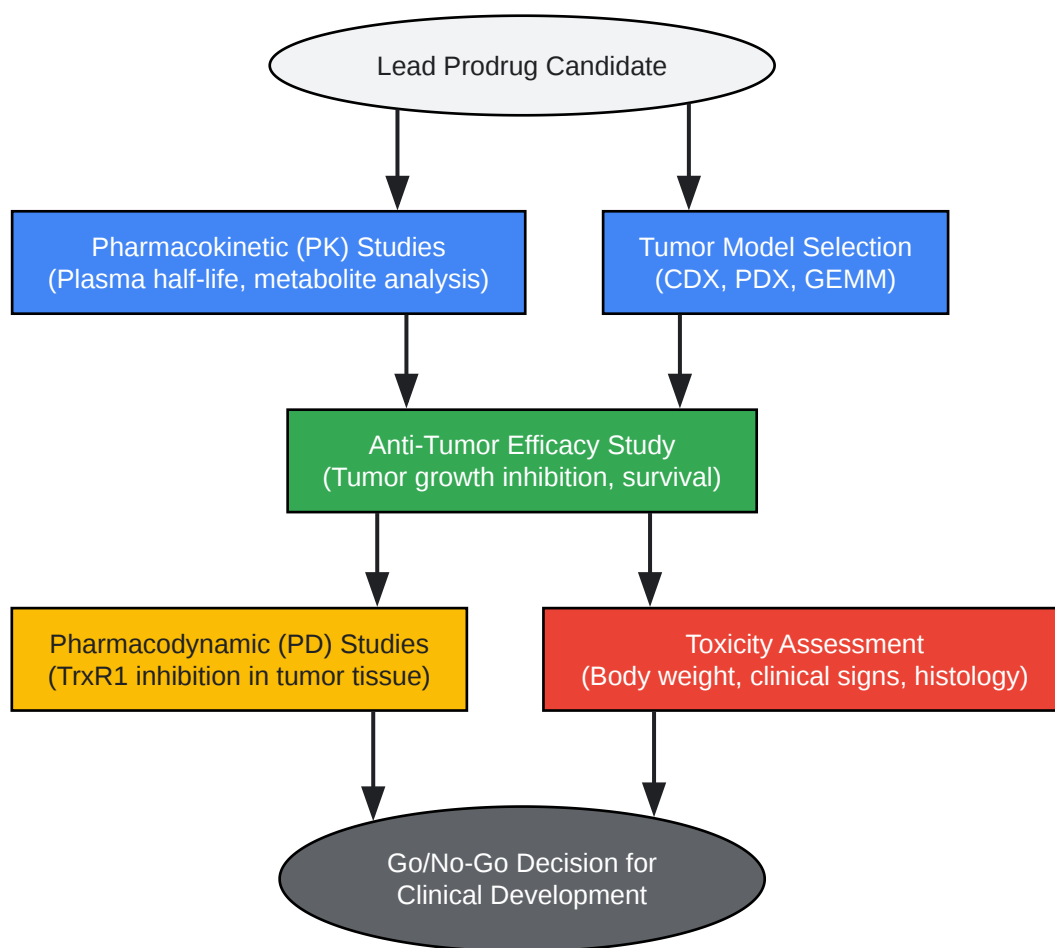 Lead Prodrug Candidate
Pharmacokinetic (PK) Studies
(Plasma half-life, metabolite analysis)
Tumor Model Selection
(CDX, PDX, GEMM)
Anti-Tumor Efficacy Study
(Tumor growth inhibition, survival)
Pharmacodynamic (PD) Studies
(TrxR1 inhibition in tumor tissue)
Toxicity Assessment
(Body weight, clinical signs, histology)
Go/No-Go Decision for
Clinical Development